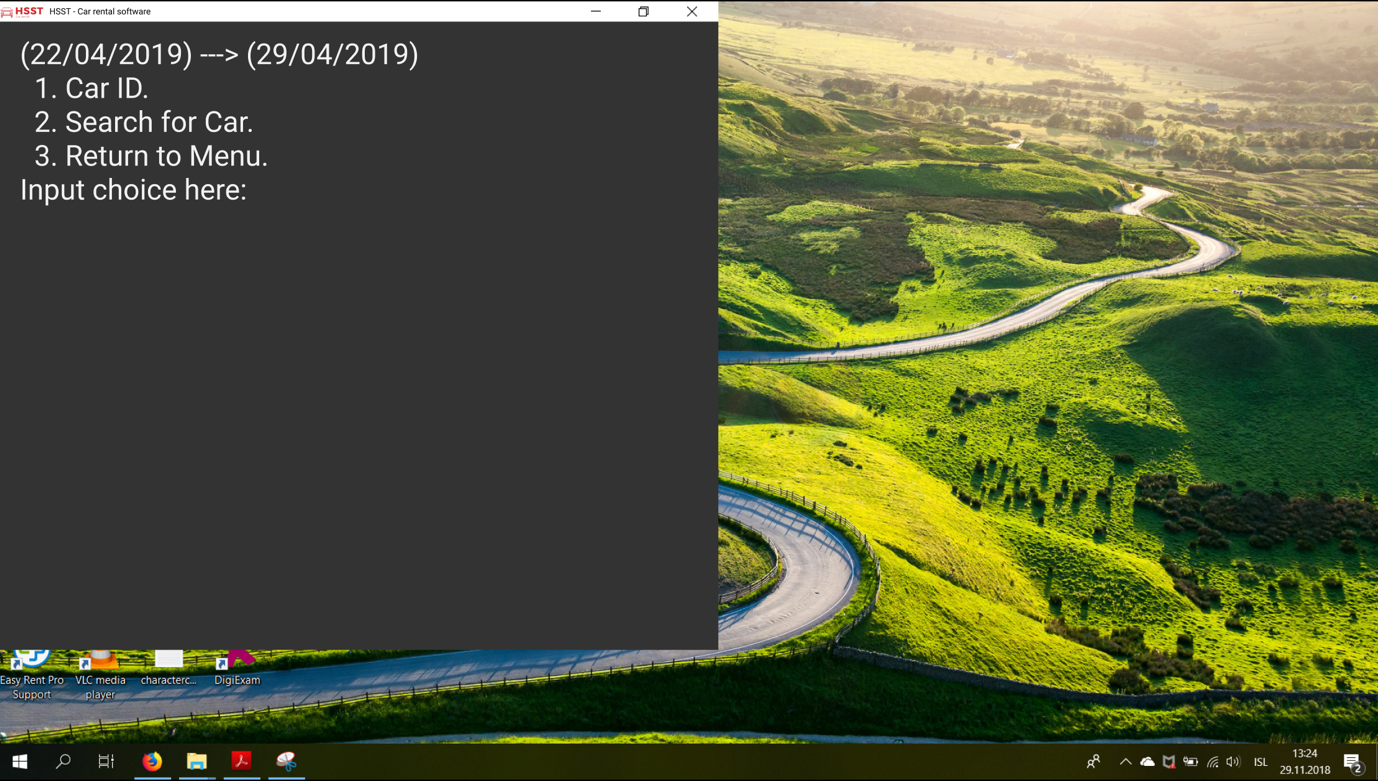 HSST HSST - Car rental software
(22/04/2019) ---> (29/04/2019)
1. Car ID.
2. Search for Car.
3. Return to Menu.
Input choice here:
Easy Rent Pro Support
VLC media player
characterc...
DigiExam
ISL
13:24
29.11.2018
2